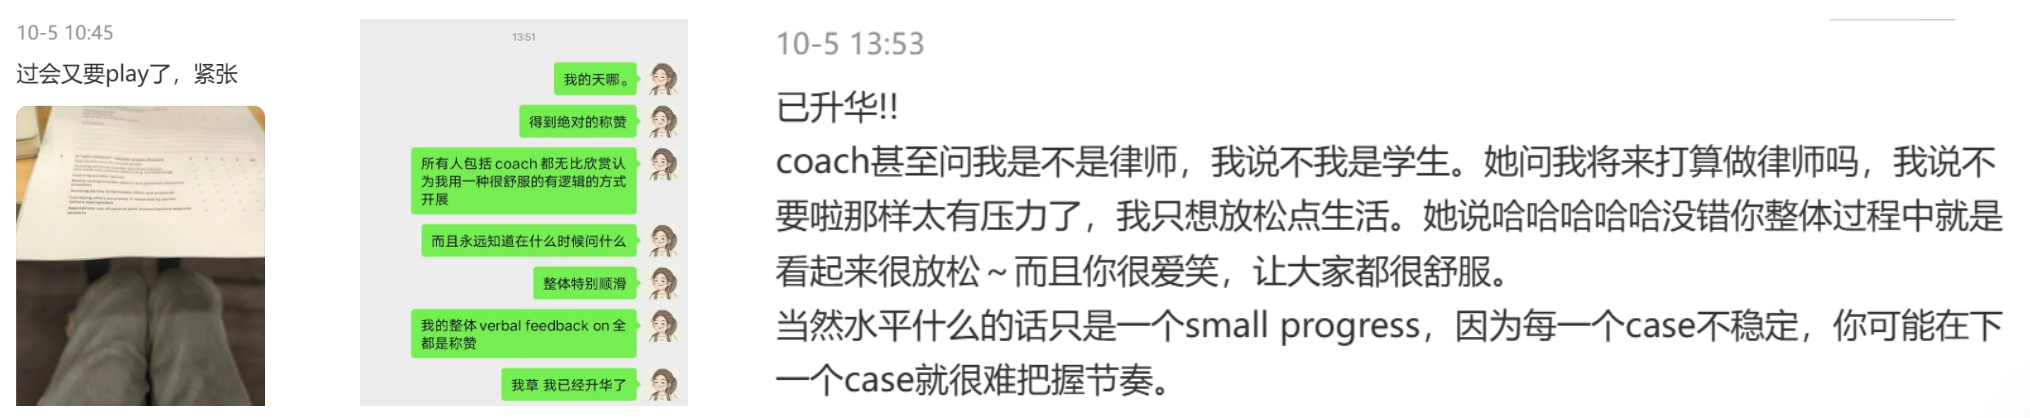 10-5 10:45
过会又要play了，紧张
13:51
我的天哪。
得到绝对的称赞
所有人包括 coach 都无比欣赏认
为我用一种很舒服的有逻辑的方式
开展
而且永远知道在什么时候问什么
整体特别顺滑
我的整体 verbal feedback on 全
都是称赞
我草 我已经升华了
10-5 13:53
已升华!!
coach甚至问我是不是律师，我说不我是学生。她问我将来打算做律师吗，我说不
要啦那样太有压力了，我只想放松点生活。她说哈哈哈哈哈没错你整体过程中就是
看起来很放松～而且你很爱笑，让大家都很舒服。
当然水平什么的话只是一个small progress，因为每一个case不稳定，你可能在下
一个case就很难把握节奏。